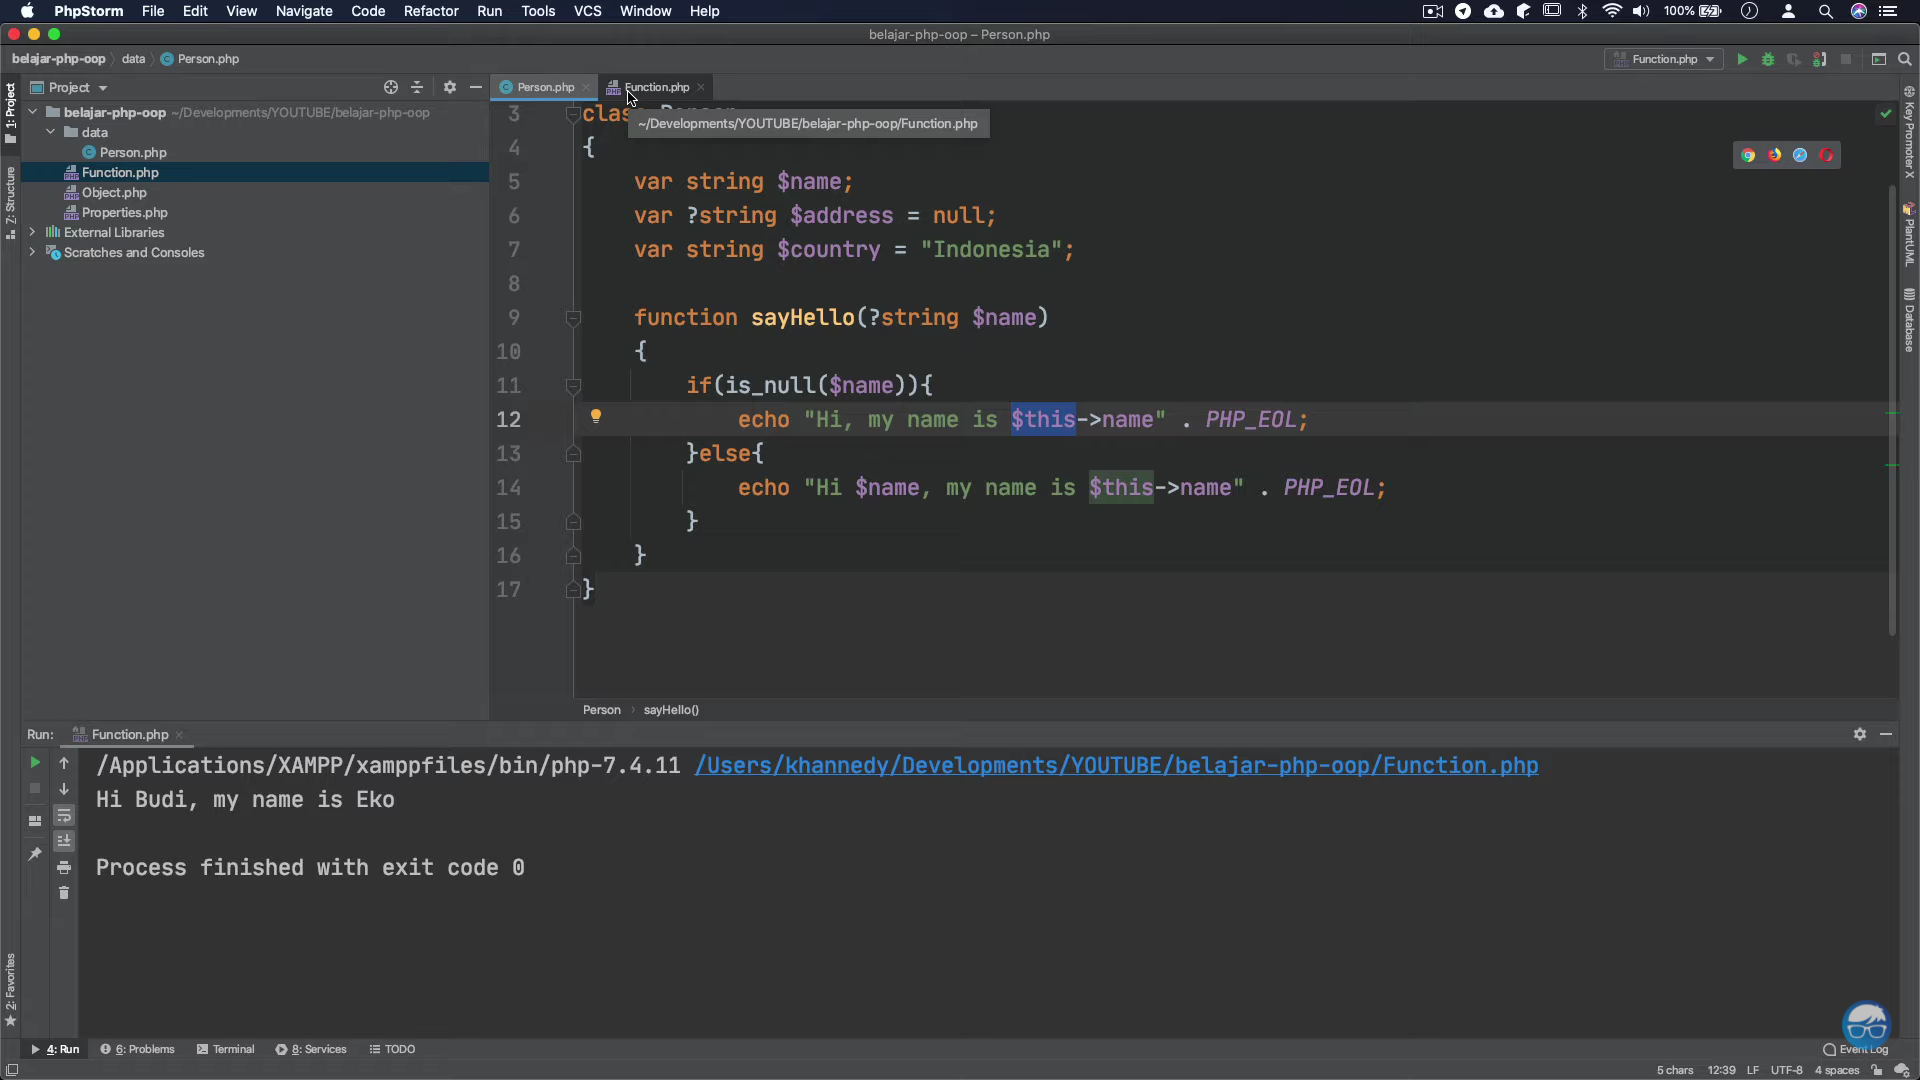 PhpStorm File Edit View Navigate Code Refactor Run Tools VCS Window Help 100%
belajar-php-oop – Person.php
belajar-php-oop data Person.php Function.php
Project Person.php Function.php
~/Developments/YOUTUBE/belajar-php-oop/Function.php
belajar-php-oop ~/Developments/YOUTUBE/belajar-php-oop
data
Person.php
Function.php
Object.php
Properties.php
External Libraries
Scratches and Consoles
1: Project
Z: Structure
2: Favorites
Key Promoter X
PlantUML
Database
3 clas
4 {
5 var string $name;
6 var ?string $address = null;
7 var string $country = "Indonesia";
8
9 function sayHello(?string $name)
10 {
11 if(is_null($name)){
12 echo "Hi, my name is $this->name" . PHP_EOL;
13 }else{
14 echo "Hi $name, my name is $this->name" . PHP_EOL;
15 }
16 }
17 }
Person sayHello()
Run: Function.php
/Applications/XAMPP/xamppfiles/bin/php-7.4.11 /Users/khannedy/Developments/YOUTUBE/belajar-php-oop/Function.php
Hi Budi, my name is Eko
Process finished with exit code 0
4: Run 6: Problems Terminal 8: Services TODO Event Log
5 chars 12:39 LF UTF-8 4 spaces